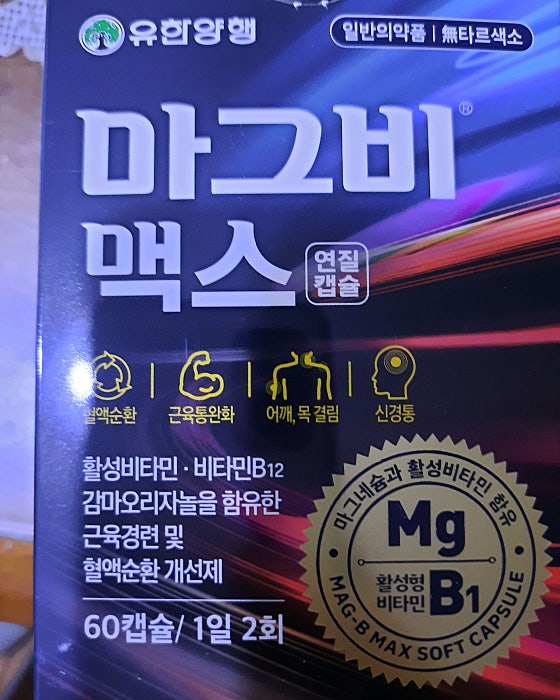 유한양행
일반의약품 | 無타르색소
마그비®
맥스
연질
캡슐
혈액순환 | 근육통완화 | 어깨, 목 결림 | 신경통
활성비타민 · 비타민B12
감마오리자놀을 함유한
근육경련 및
혈액순환 개선제
60캡슐/ 1일 2회
마그네슘과 활성비타민 함유
Mg
활성형
비타민 B1
MAG-B MAX SOFT CAPSULE